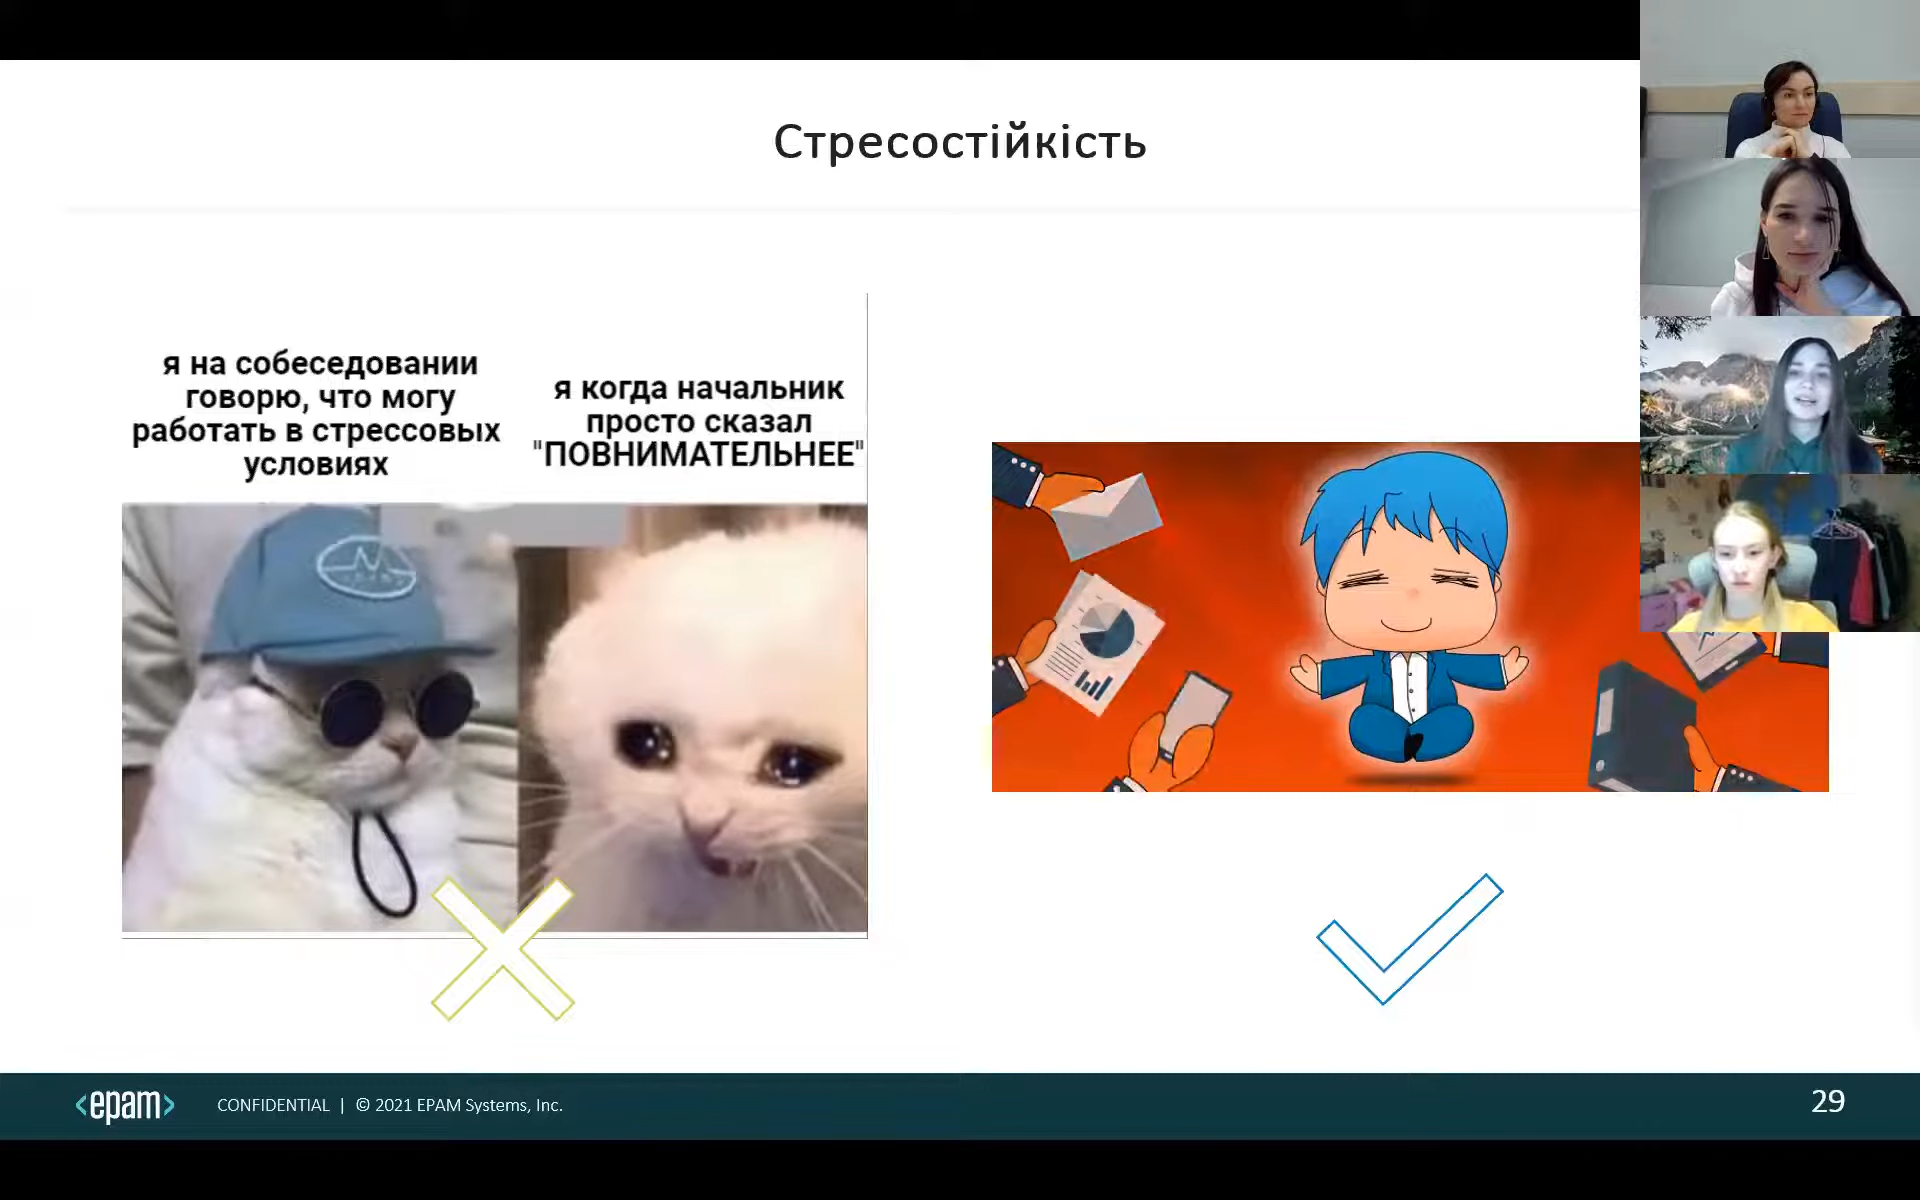 Стресостійкість
я на собеседовании
говорю, что могу
работать в стрессовых
условиях
я когда начальник
просто сказал
"ПОВНИМАТЕЛЬНЕЕ"
<epam>
CONFIDENTIAL | © 2021 EPAM Systems, Inc.
29